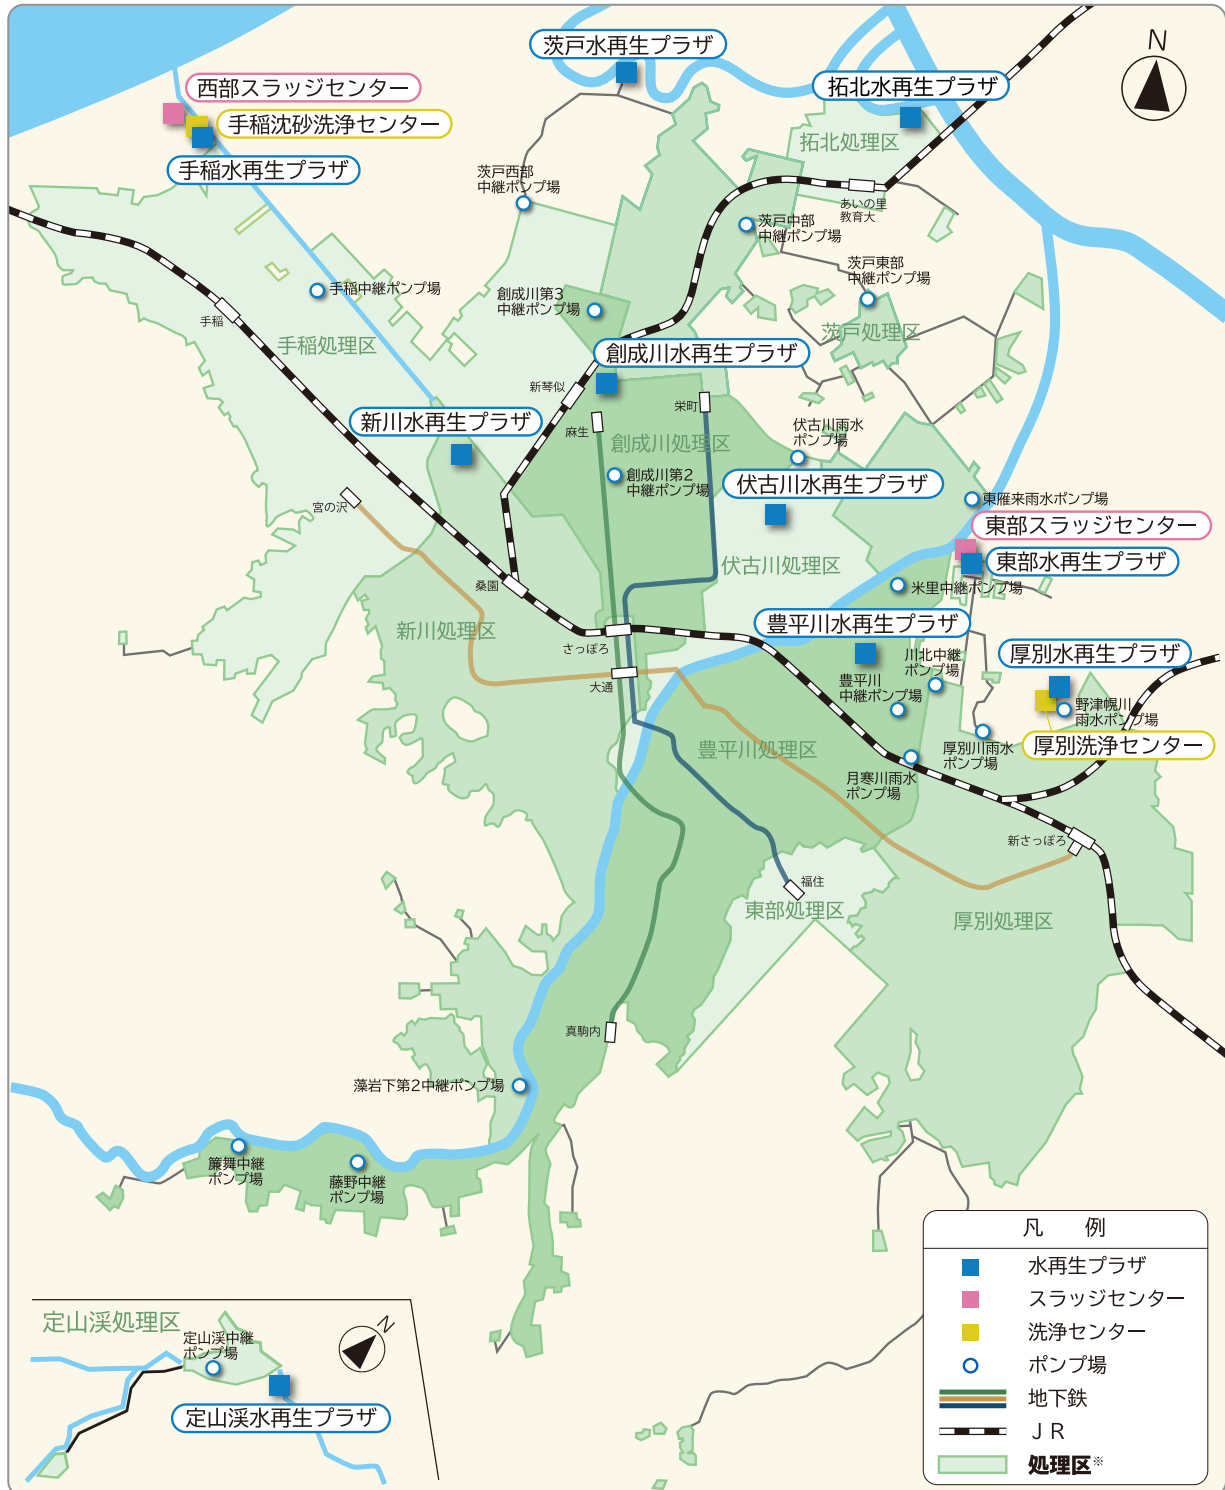 茨戸水再生プラザ
N
西部スラッジセンター
拓北水再生プラザ
手稲沈砂洗浄センター
手稲水再生プラザ
拓北処理区
茨戸西部
中継ポンプ場
あいの里
教育大
茨戸中部
中継ポンプ場
茨戸東部
中継ポンプ場
手稲中継ポンプ場
創成川第3
中継ポンプ場
手稲
手稲処理区
茨戸処理区
創成川水再生プラザ
新琴似
栄町
新川水再生プラザ
麻生
創成川処理区
伏古川雨水
ポンプ場
創成川第2
中継ポンプ場
伏古川水再生プラザ
宮の沢
東雁来雨水ポンプ場
東部スラッジセンター
東部水再生プラザ
伏古川処理区
桑園
米里中継ポンプ場
新川処理区
豊平川水再生プラザ
さっぽろ
川北中継
ポンプ場
厚別水再生プラザ
大通
豊平川
中継ポンプ場
野津幌川
雨水ポンプ場
豊平川処理区
厚別川雨水
ポンプ場
厚別洗浄センター
月寒川雨水
ポンプ場
新さっぽろ
福住
東部処理区
厚別処理区
真駒内
藻岩下第2中継ポンプ場
簾舞中継
ポンプ場
藤野中継
ポンプ場
定山渓処理区
定山渓中継
ポンプ場
N
定山渓水再生プラザ
凡 例
水再生プラザ
スラッジセンター
洗浄センター
ポンプ場
地下鉄
JR
処理区※